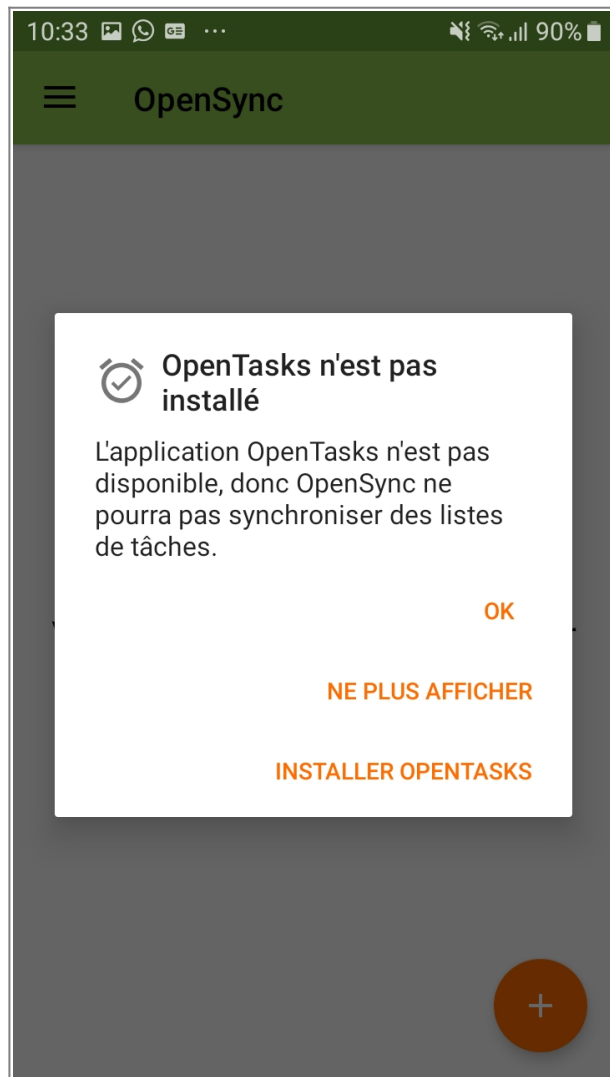 10:33 90%
OpenSync
OpenTasks n'est pas
installé
L'application OpenTasks n'est pas
disponible, donc OpenSync ne
pourra pas synchroniser des listes
de tâches.
OK
NE PLUS AFFICHER
INSTALLER OPENTASKS